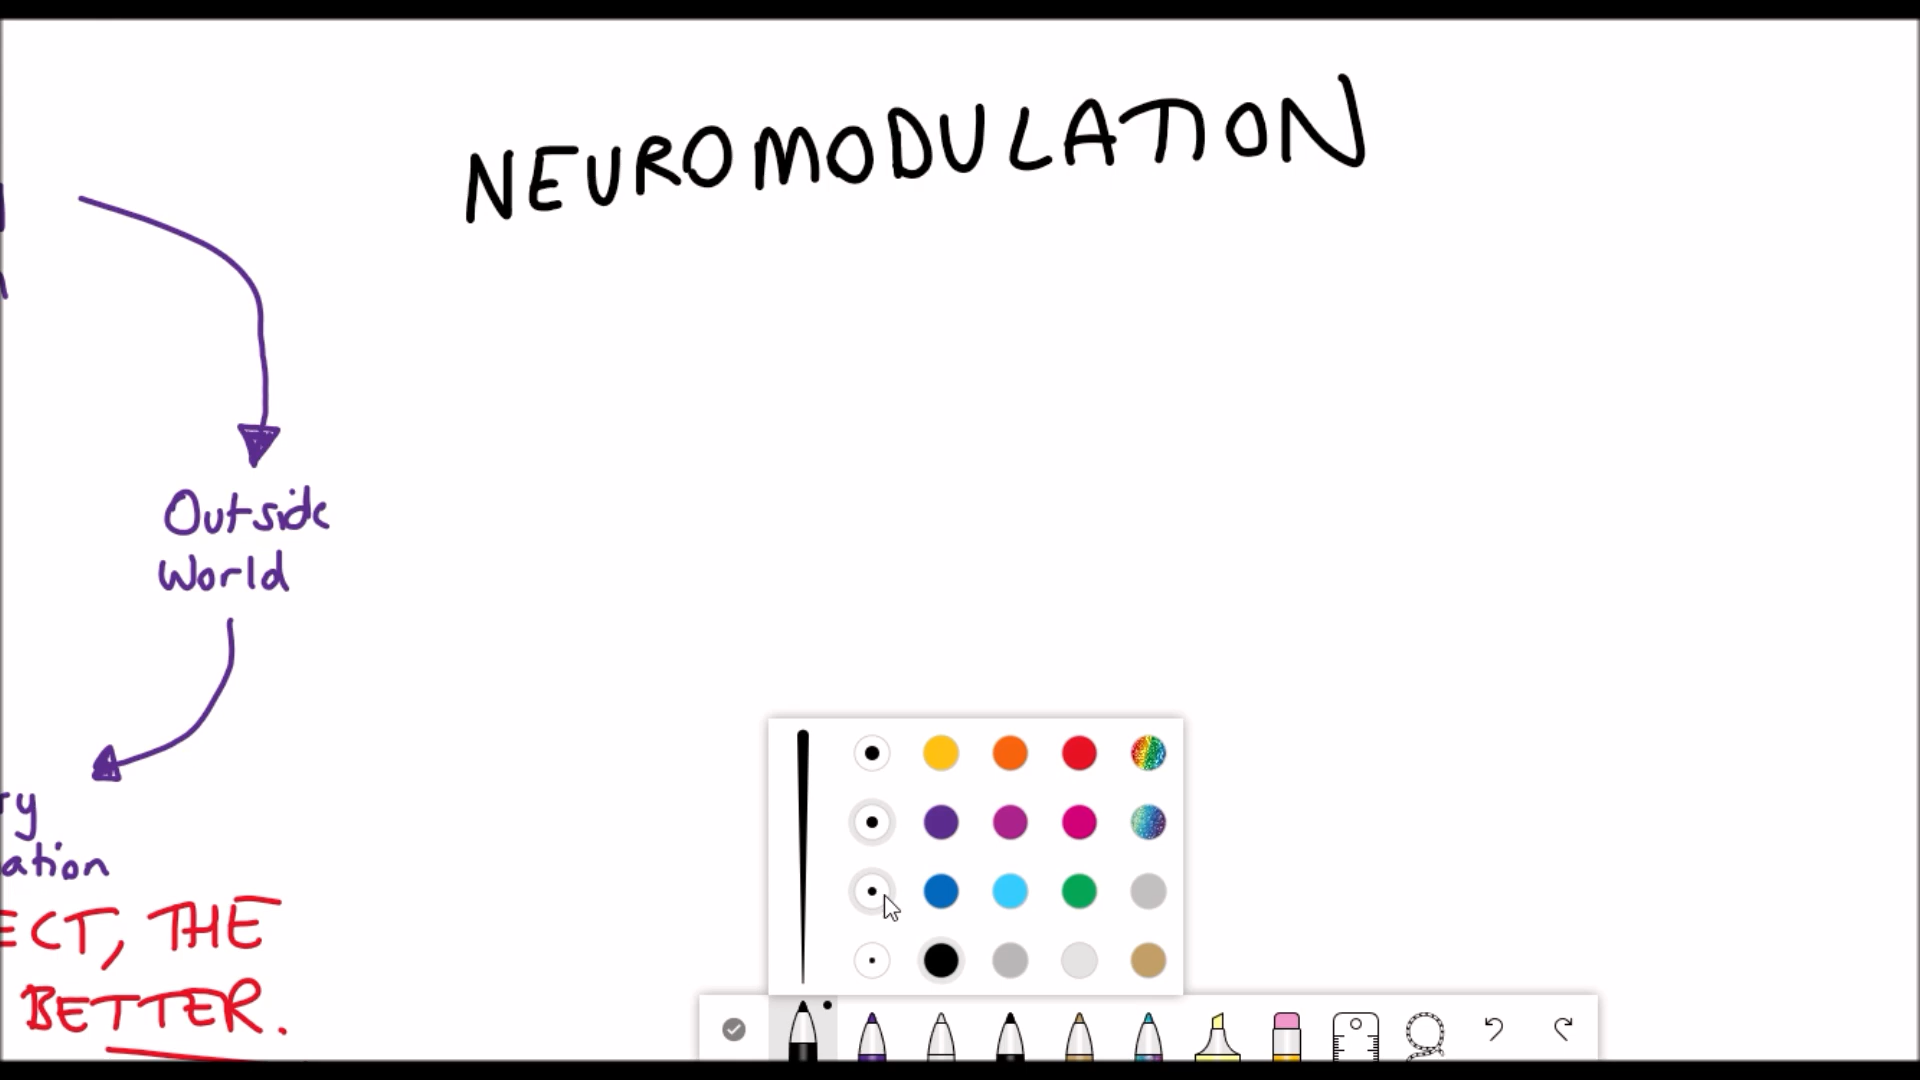 NEUROMODULATION
Outside
World
ECT, THE
BETTER.